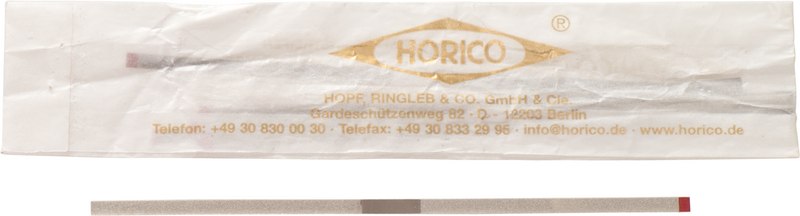 HORICO ®
HOPF, RINGLEB & CO. GmbH & Cie.
Gardeschützenweg 82 · D - 12203 Berlin
Telefon: +49 30 830 00 30 · Telefax: +49 30 833 29 95 · info@horico.de · www.horico.de